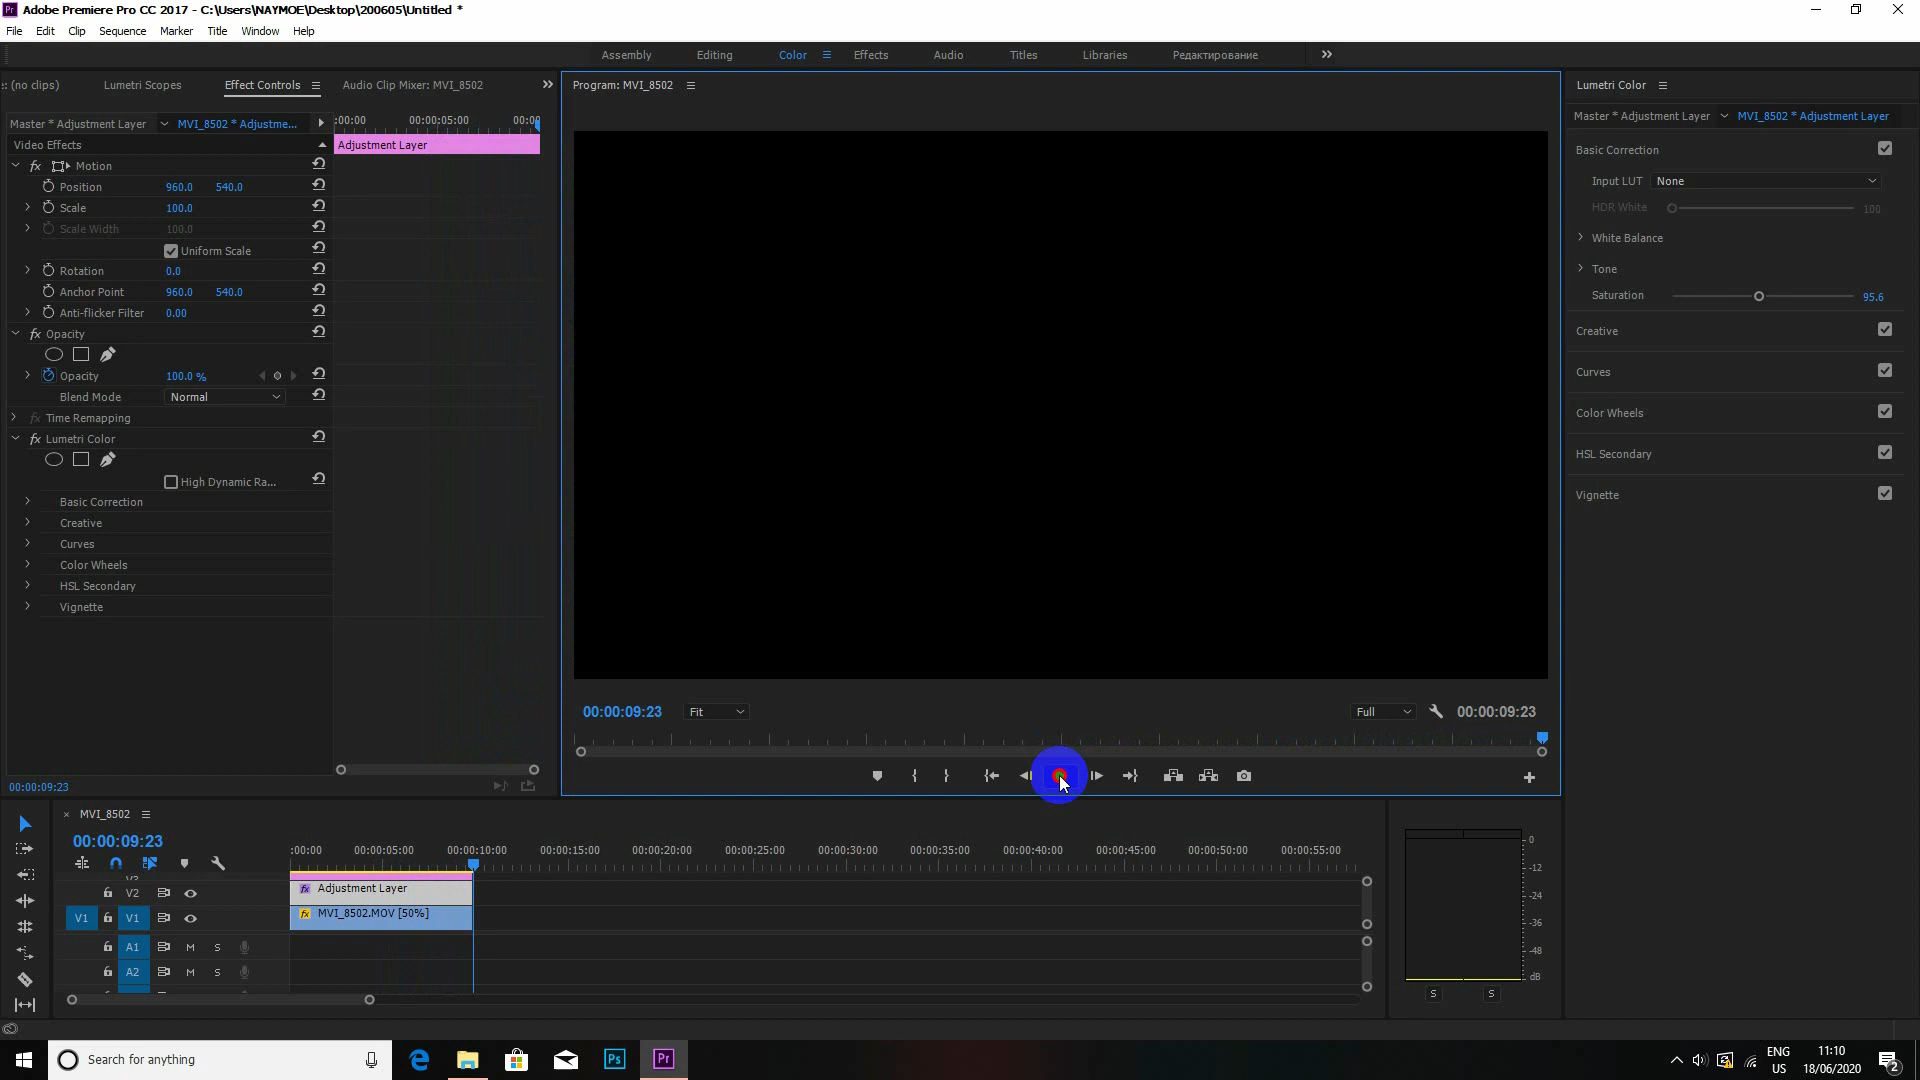 Adobe Premiere Pro CC 2017 - C:\Users\NAYMOE\Desktop\200605\Untitled *
File Edit Clip Sequence Marker Title Window Help
Assembly Editing Color Effects Audio Titles Libraries Редактирование
: (no clips) Lumetri Scopes Effect Controls Audio Clip Mixer: MVI_8502
Program: MVI_8502
Lumetri Color
Master * Adjustment Layer MVI_8502 * Adjustme...
:00:00 00:00:05:00 00:00
Video Effects
Adjustment Layer
fx Motion
Position 960.0 540.0
Scale 100.0
Scale Width 100.0
Uniform Scale
Rotation 0.0
Anchor Point 960.0 540.0
Anti-flicker Filter 0.00
fx Opacity
Opacity 100.0 %
Blend Mode Normal
fx Time Remapping
fx Lumetri Color
High Dynamic Ra...
Basic Correction
Creative
Curves
Color Wheels
HSL Secondary
Vignette
00:00:09:23
00:00:09:23 Fit Full 00:00:09:23
Master * Adjustment Layer MVI_8502 * Adjustment Layer
Basic Correction
Input LUT None
HDR White 100
White Balance
Tone
Saturation 95.6
Creative
Curves
Color Wheels
HSL Secondary
Vignette
× MVI_8502
00:00:09:23
:00:00 00:00:05:00 00:00:10:00 00:00:15:00 00:00:20:00 00:00:25:00 00:00:30:00 00:00:35:00 00:00:40:00 00:00:45:00 00:00:50:00 00:00:55:00
V2 fx Adjustment Layer
V1 V1 fx MVI_8502.MOV [50%]
A1 M S
A2 M S
0
-12
-24
-36
-48
dB
S S
Search for anything
Ps Pr
ENG
US
11:10
18/06/2020
2